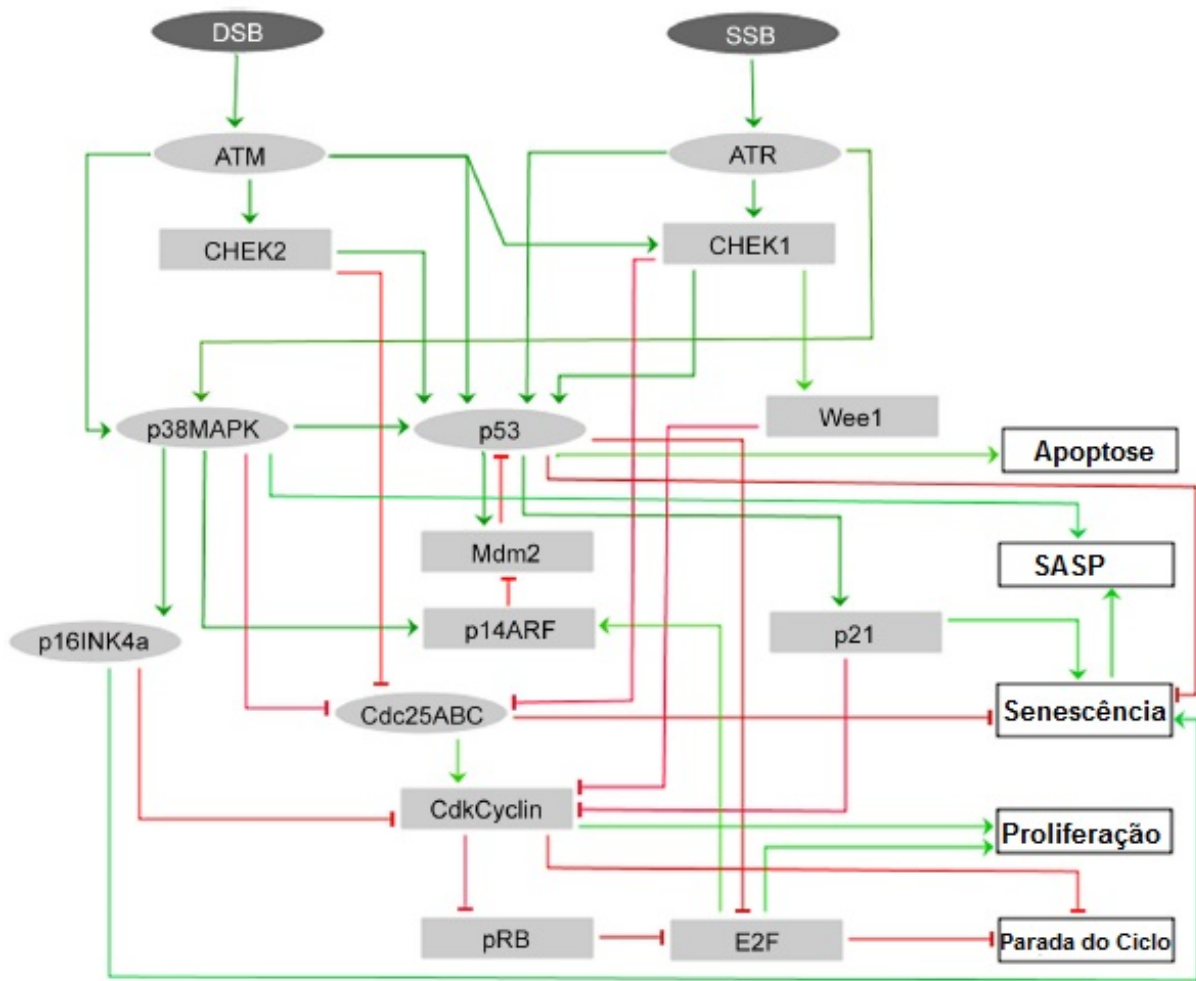 DSB
SSB
ATM
ATR
CHEK2
CHEK1
p38MAPK
p53
Wee1
Apoptose
Mdm2
SASP
p16INK4a
p14ARF
p21
Cdc25ABC
Senescência
CdkCyclin
Proliferação
pRB
E2F
Parada do Ciclo